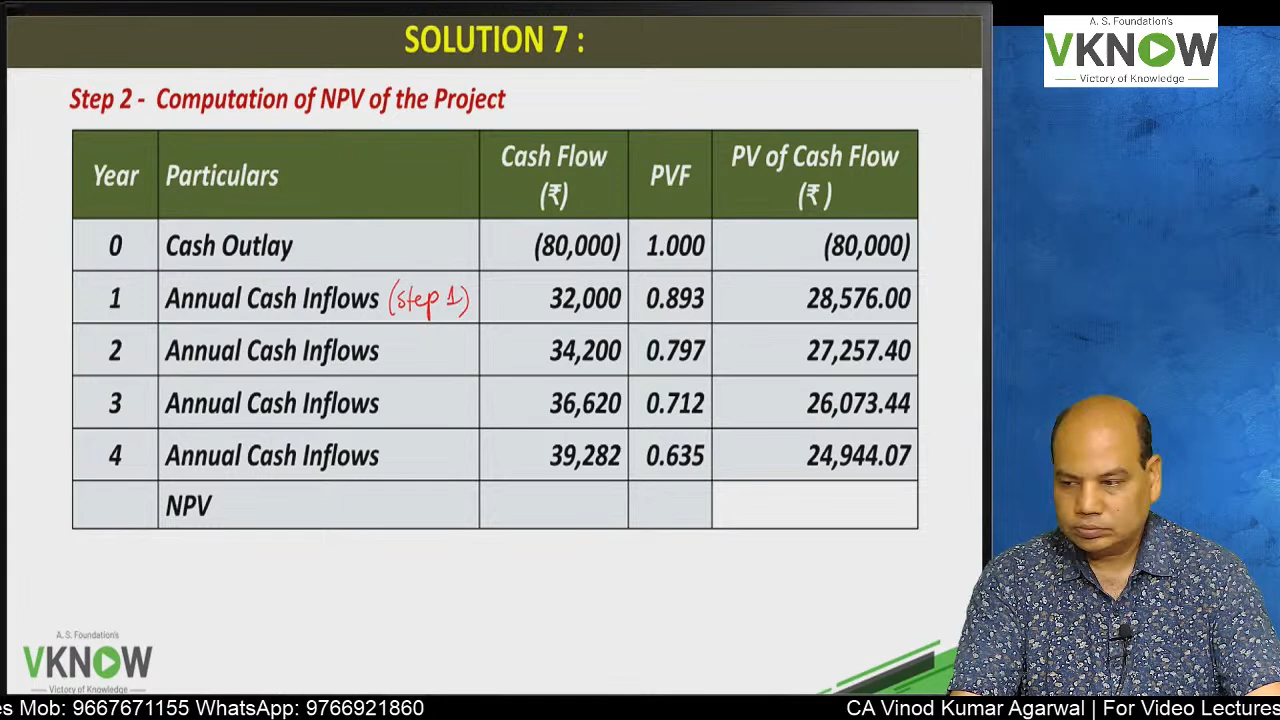 A. S. Foundation's
VKNOW
Victory of Knowledge
SOLUTION 7 :
Step 2 - Computation of NPV of the Project
Year Particulars Cash Flow (₹) PVF PV of Cash Flow (₹ )
0 Cash Outlay (80,000) 1.000 (80,000)
1 Annual Cash Inflows (step 1) 32,000 0.893 28,576.00
2 Annual Cash Inflows 34,200 0.797 27,257.40
3 Annual Cash Inflows 36,620 0.712 26,073.44
4 Annual Cash Inflows 39,282 0.635 24,944.07
NPV
A. S. Foundation's
VKNOW
Victory of Knowledge
es Mob: 9667671155 WhatsApp: 9766921860 CA Vinod Kumar Agarwal | For Video Lectures